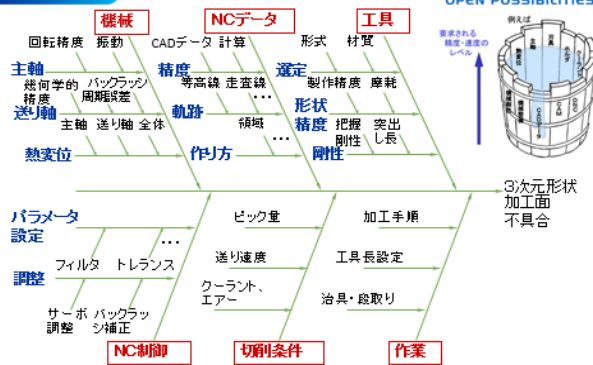 OPEN POSSIBILITIES
機械
NCデータ
工具
例えば
要求される
精度・速度の
レベル
回転精度 振動
CADデータ 計算
形式 材質
主軸
精度
選定
幾何学的
精度
バックラッシ
周期誤差
等高線 走査線
...
製作精度 摩耗
送り軸
軌跡
形状
精度
主軸 送り軸 全体
領域
把握
剛性
突出
し長
熱変位
作り方
剛性
3次元形状
加工面
不具合
パラメータ
設定
...
ピック量
加工手順
調整
フィルタ トレランス
送り速度
工具長設定
クーラント、
エアー
治具・段取り
サーボ
調整
バックラッ
シ補正
NC制御
切削条件
作業